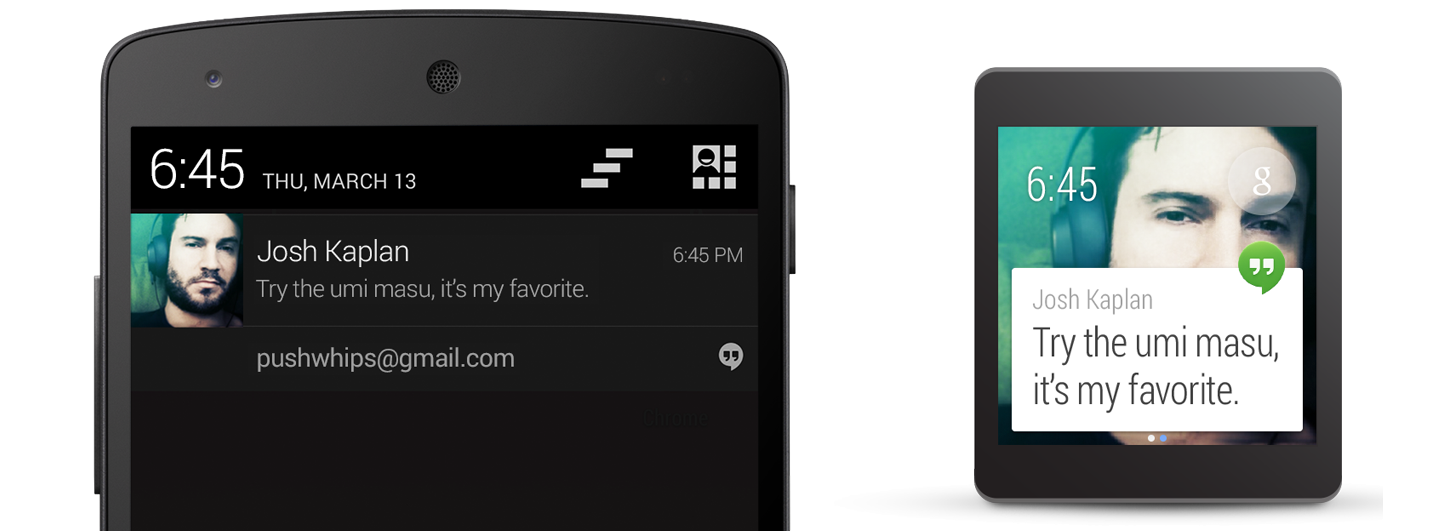 6:45 THU, MARCH 13
Josh Kaplan 6:45 PM
Try the umi masu, it's my favorite.
pushwhips@gmail.com
6:45 g
Josh Kaplan
Try the umi masu,
it's my favorite.